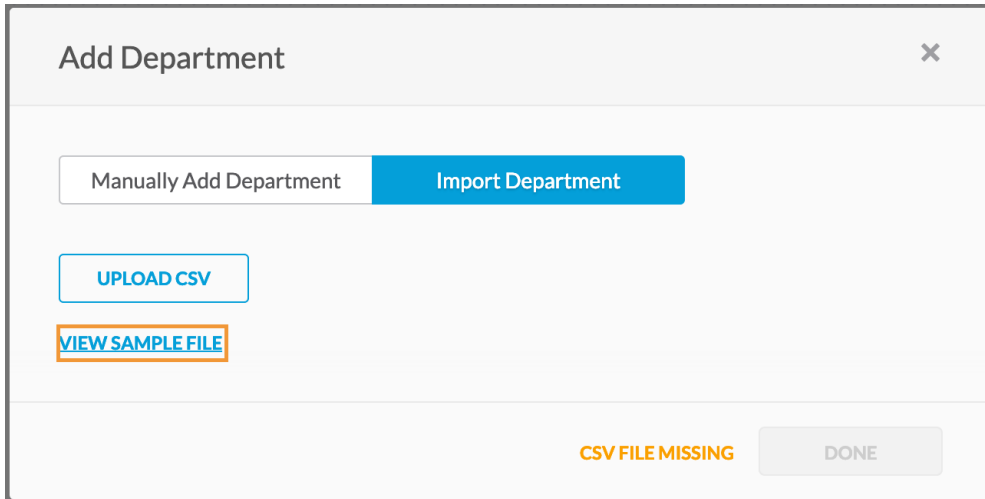 Add Department
Manually Add Department
Import Department
UPLOAD CSV
VIEW SAMPLE FILE
CSV FILE MISSING
DONE